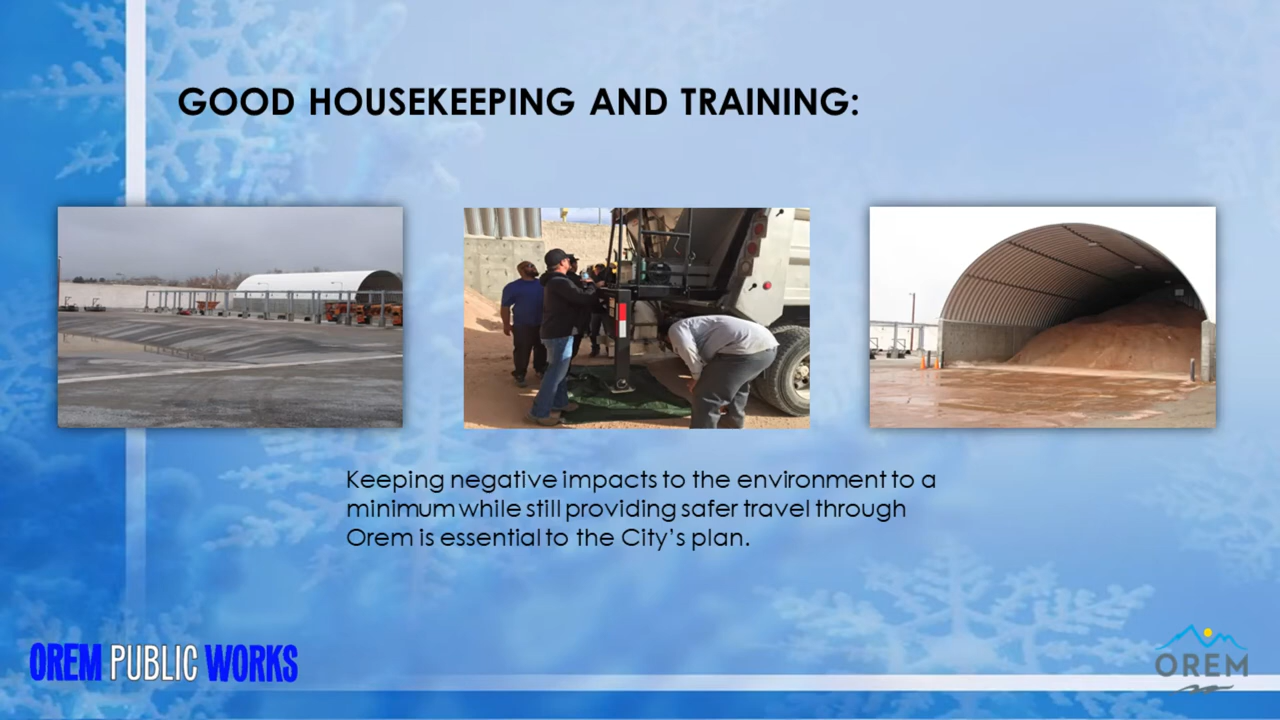 GOOD HOUSEKEEPING AND TRAINING:
Keeping negative impacts to the environment to a
minimum while still providing safer travel through
Orem is essential to the City's plan.
OREM PUBLIC WORKS
OREM